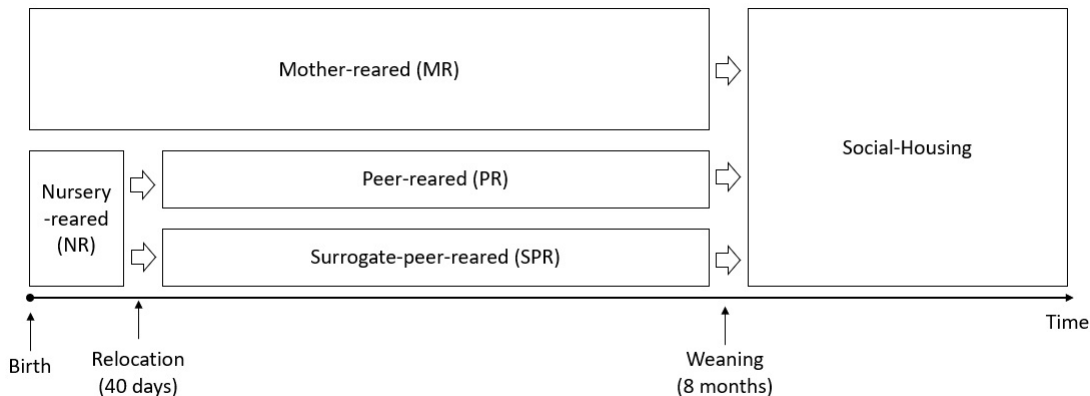 Mother-reared (MR)
Social-Housing
Nursery
-reared
(NR)
Peer-reared (PR)
Surrogate-peer-reared (SPR)
Time
Birth
Relocation
(40 days)
Weaning
(8 months)